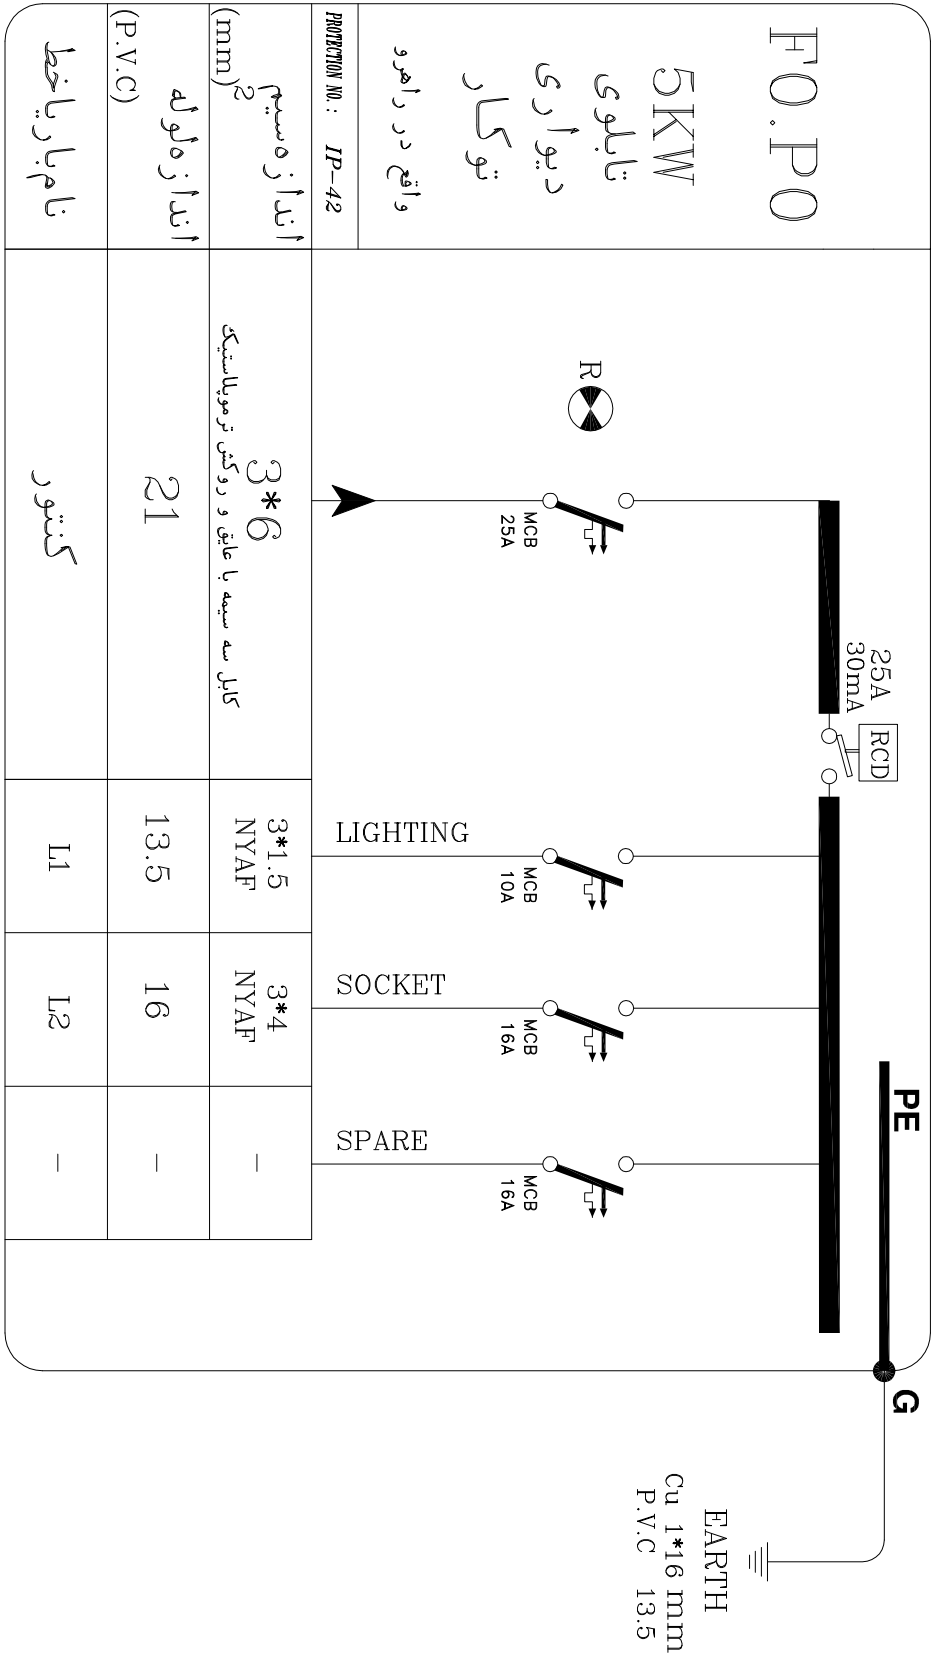 F0.P0
5KW
تابلوی
دیواری
توکار
واقع در راهرو
PROTECTION NO.: IP-42
اندازه سیم
(mm)2
اندازه لوله
(P.V.C)
نام بار یا خط
R
MCB
25A
25A
30mA
RCD
LIGHTING
MCB
10A
SOCKET
MCB
16A
SPARE
MCB
16A
PE
G
EARTH
Cu 1*16 mm
P.V.C 13.5
3*6
کابل سه سیمه با عایق و روکش ترموپلاستیک
3*1.5
NYAF
3*4
NYAF
-
21
13.5
16
-
کنتور
L1
L2
-